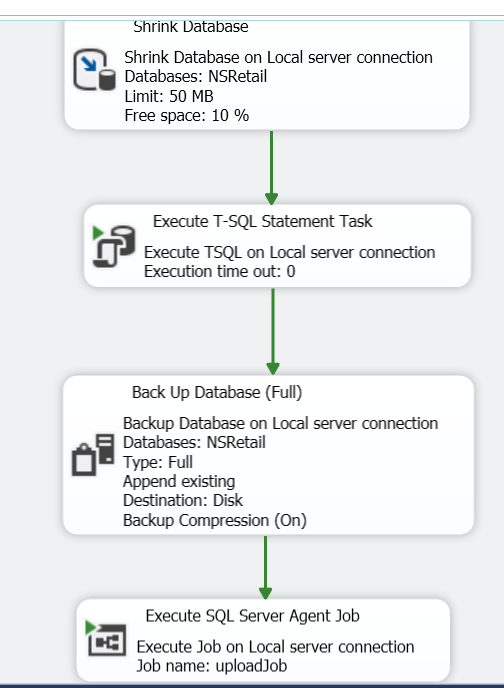 Shrink Database
Shrink Database on Local server connection
Databases: NSRetail
Limit: 50 MB
Free space: 10 %
Execute T-SQL Statement Task
Execute TSQL on Local server connection
Execution time out: 0
Back Up Database (Full)
Backup Database on Local server connection
Databases: NSRetail
Type: Full
Append existing
Destination: Disk
Backup Compression (On)
Execute SQL Server Agent Job
Execute Job on Local server connection
Job name: uploadJob